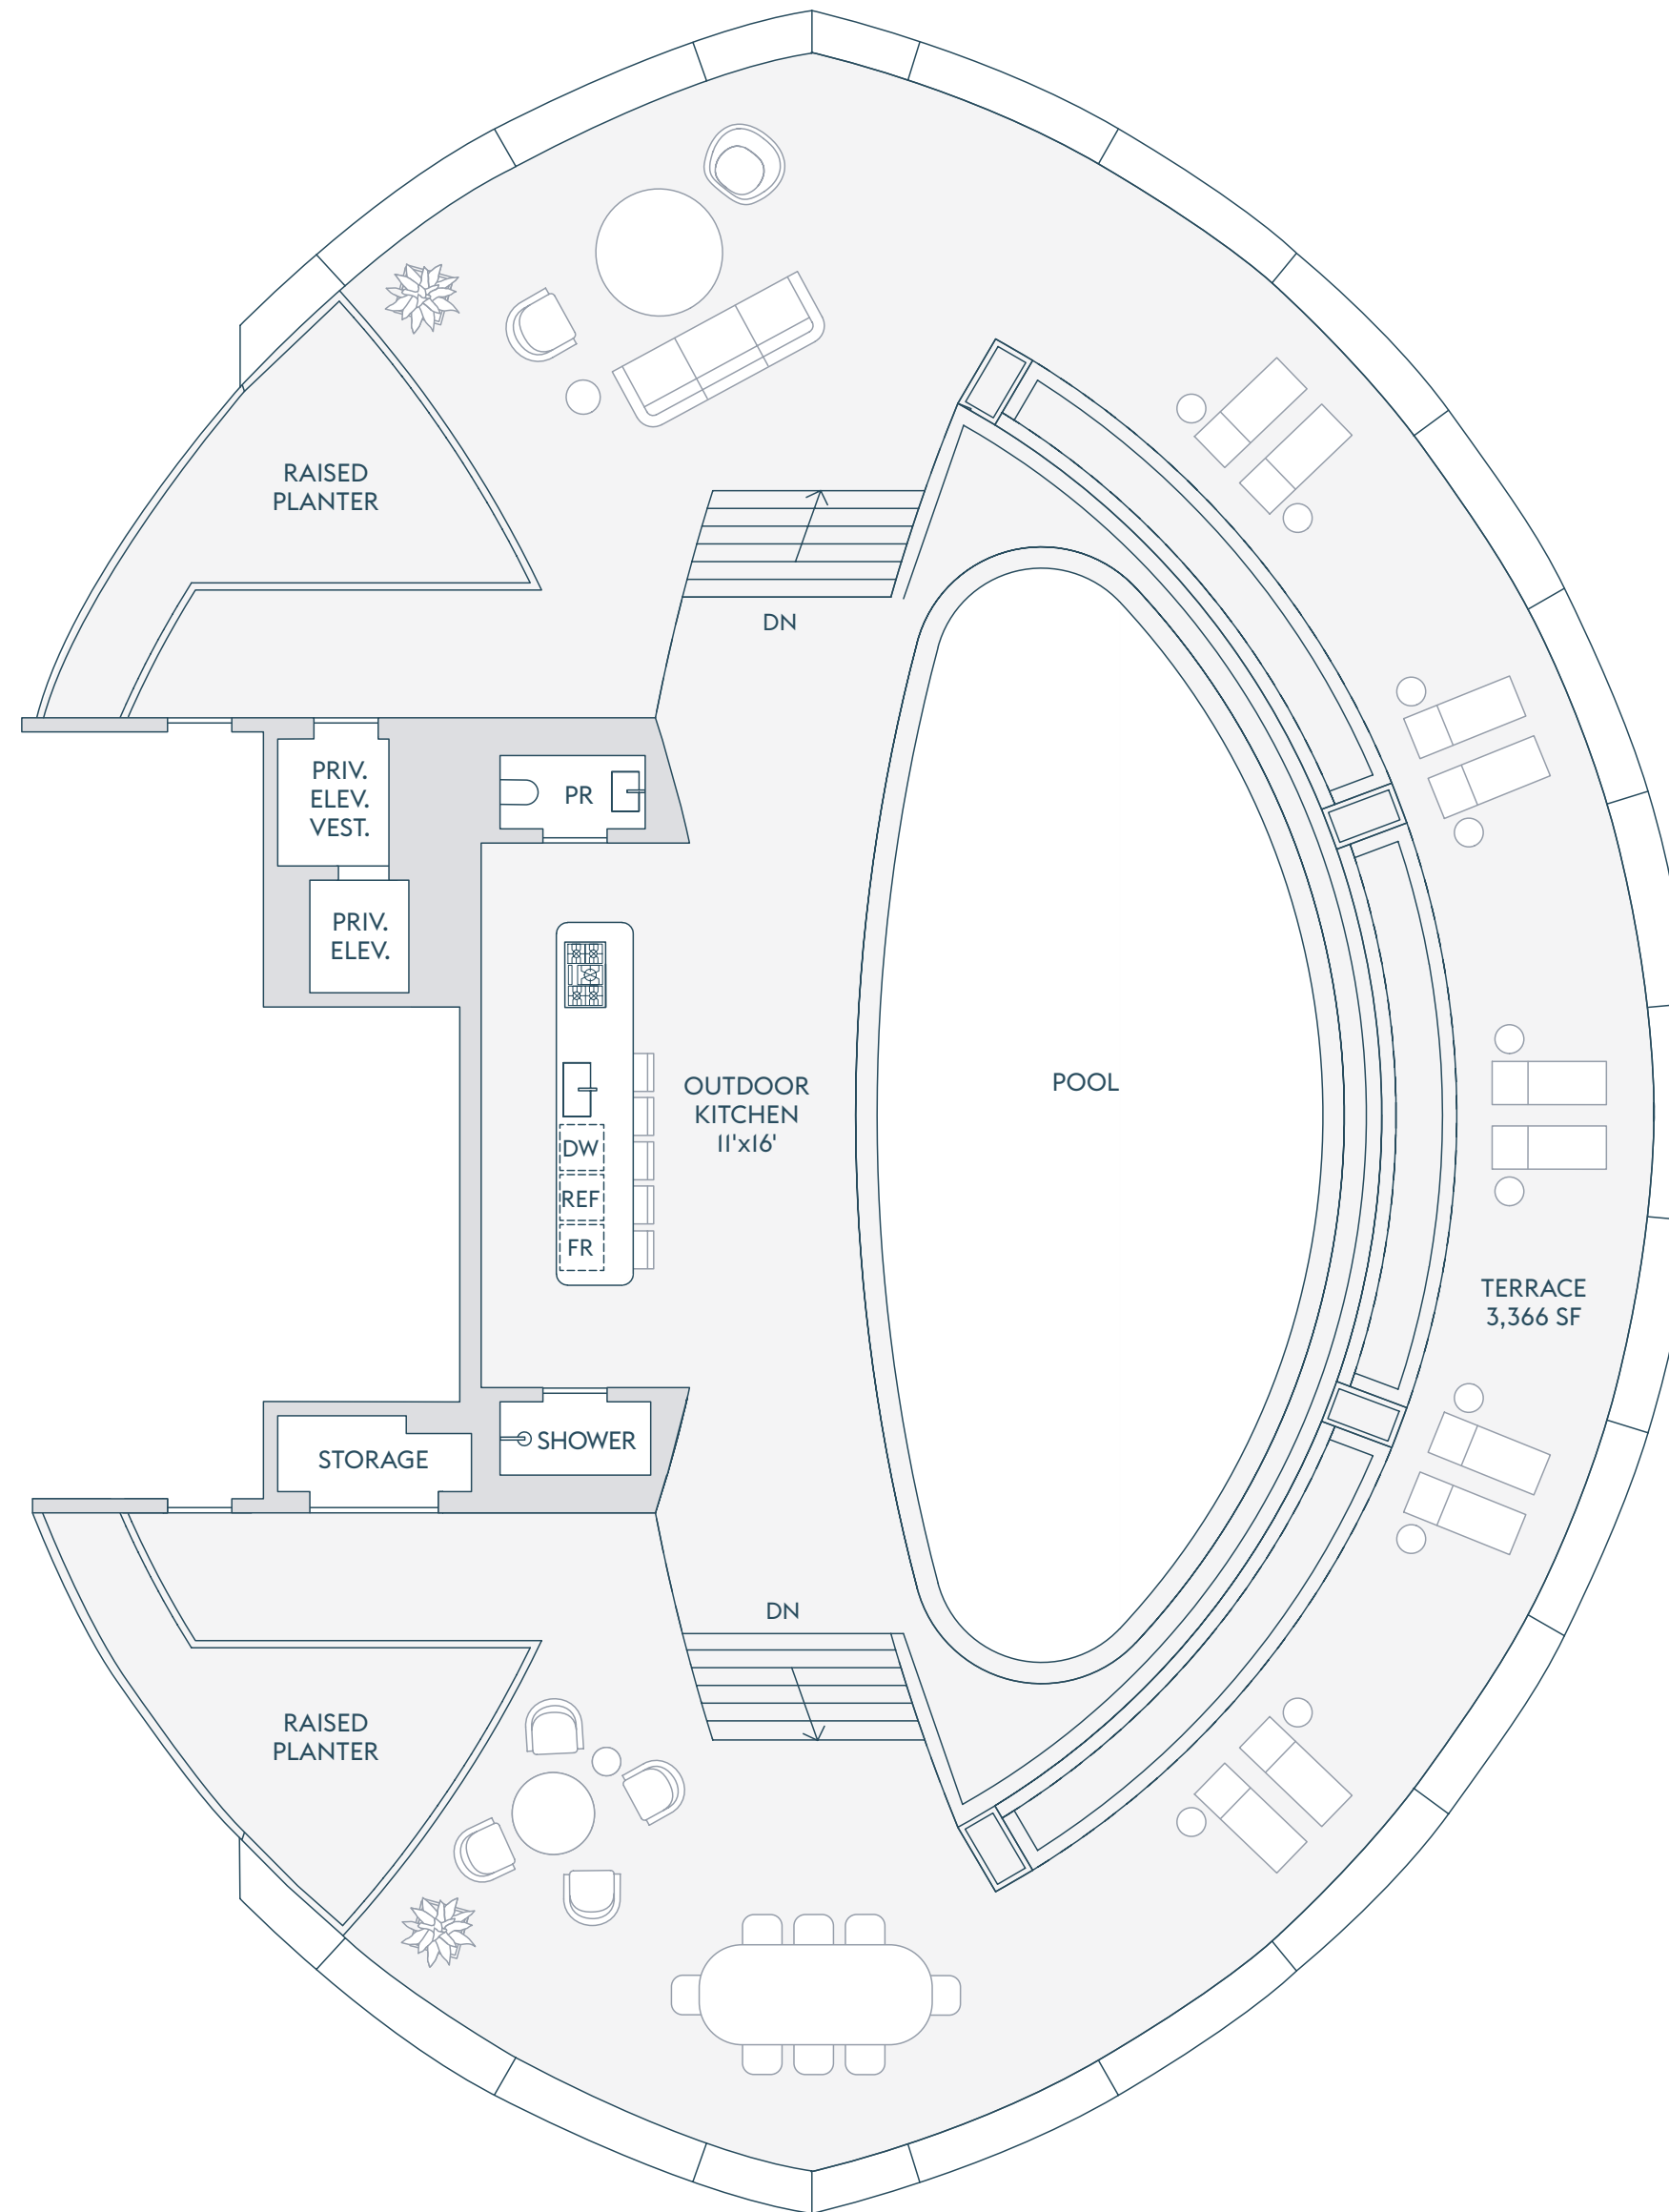 RAISED
PLANTER
DN
PRIV.
ELEV.
VEST.
PR
PRIV.
ELEV.
OUTDOOR
KITCHEN
11'x16'
POOL
DW
REF
FR
TERRACE
3,366 SF
SHOWER
STORAGE
DN
RAISED
PLANTER